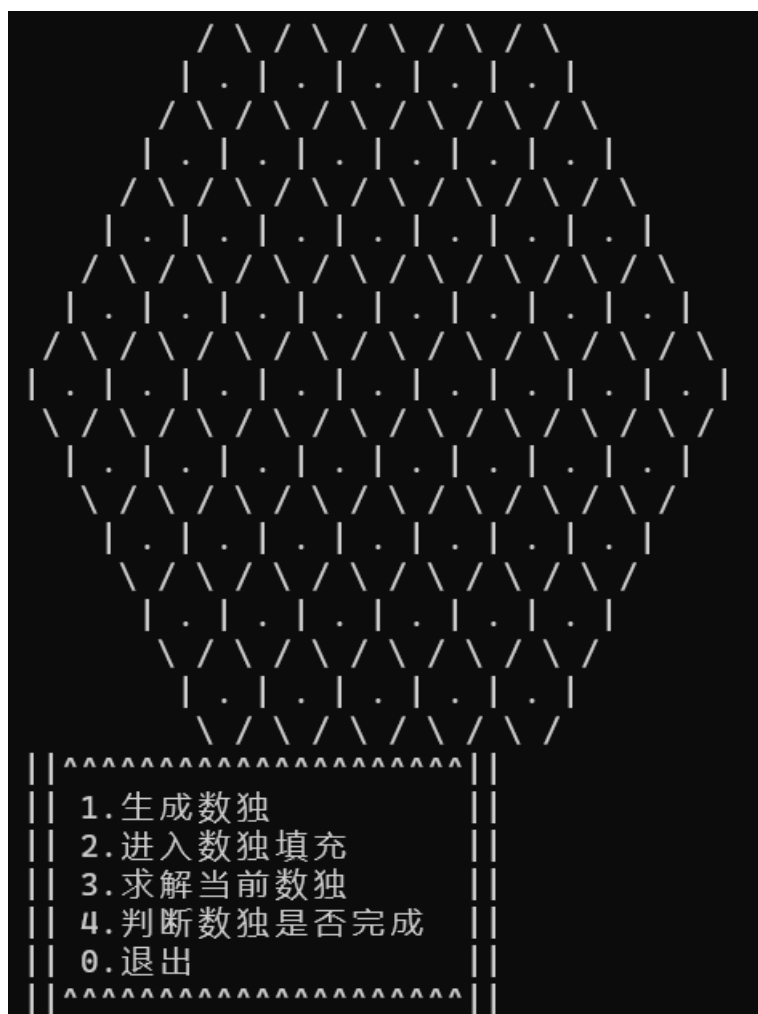 / \ / \ / \ / \ / \
| . | . | . | . | . |
/ \ / \ / \ / \ / \ / \
| . | . | . | . | . | . |
/ \ / \ / \ / \ / \ / \ / \
| . | . | . | . | . | . | . |
/ \ / \ / \ / \ / \ / \ / \ / \
| . | . | . | . | . | . | . | . |
/ \ / \ / \ / \ / \ / \ / \ / \ / \
| . | . | . | . | . | . | . | . | . |
\ / \ / \ / \ / \ / \ / \ / \ / \ /
| . | . | . | . | . | . | . | . |
\ / \ / \ / \ / \ / \ / \ / \ /
| . | . | . | . | . | . | . |
\ / \ / \ / \ / \ / \ / \ /
| . | . | . | . | . | . |
\ / \ / \ / \ / \ / \ /
| . | . | . | . | . |
\ / \ / \ / \ / \ /
||^^^^^^^^^^^^^^^^^^^^^||
|| 1.生成数独 ||
|| 2.进入数独填充 ||
|| 3.求解当前数独 ||
|| 4.判断数独是否完成 ||
|| 0.退出 ||
||^^^^^^^^^^^^^^^^^^^^^||